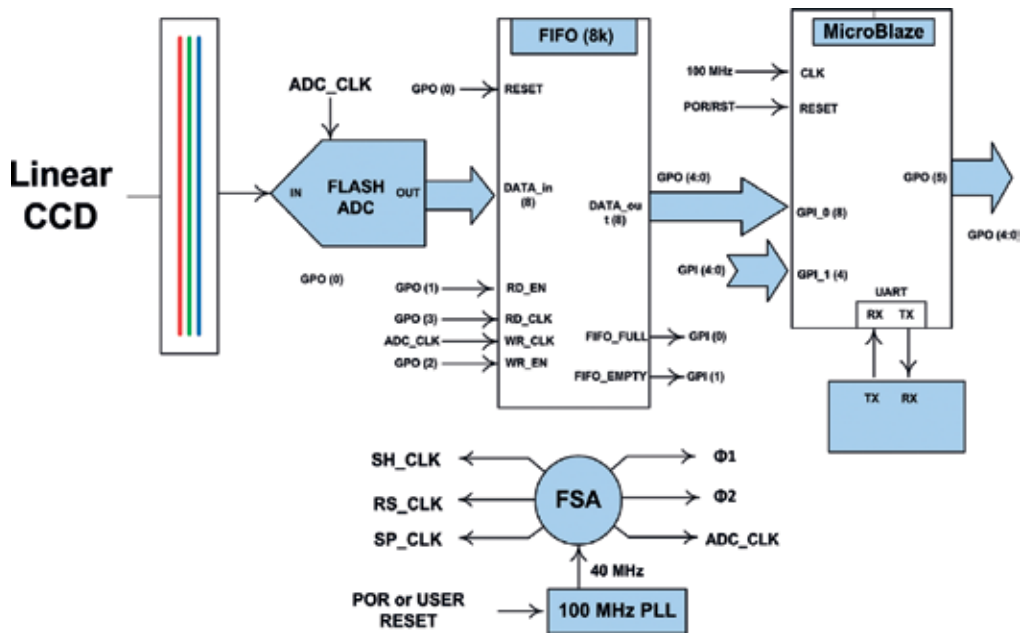 FIFO (8k)
MicroBlaze
ADC_CLK
100 MHz
CLK
GPO (0)
RESET
POR/RST
RESET
Linear
CCD
IN
FLASH
ADC
OUT
DATA_in
(8)
GPO (4:0)
DATA_ou
t (8)
GPI_0 (8)
GPO (5)
GPO (4:0)
GPO (0)
GPI (4:0)
GPI_1 (4)
GPO (1)
RD_EN
UART
RX
TX
GPO (3)
RD_CLK
ADC_CLK
WR_CLK
FIFO_FULL
GPI (0)
GPO (2)
WR_EN
FIFO_EMPTY
GPI (1)
TX
RX
SH_CLK
Φ1
RS_CLK
FSA
Φ2
SP_CLK
ADC_CLK
40 MHz
POR or USER
RESET
100 MHz PLL